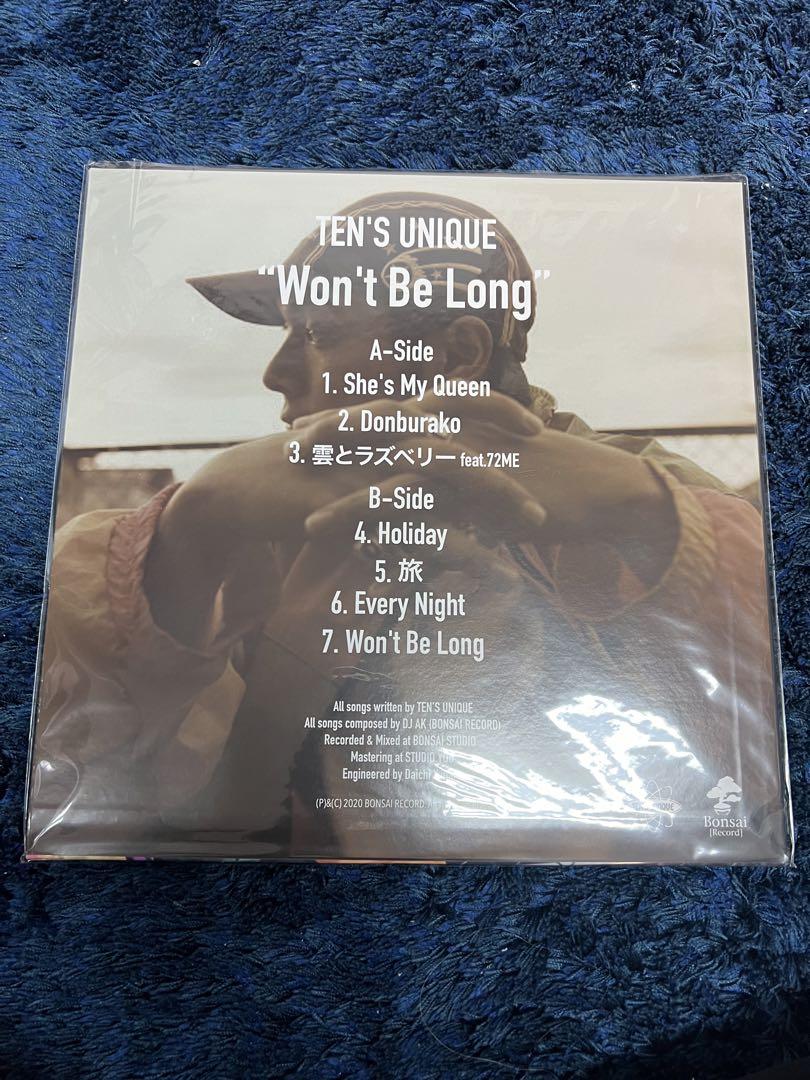 TEN'S UNIQUE
“Won't Be Long”
A-Side
1. She's My Queen
2. Donburako
3. 雲とラズベリー feat.72ME
B-Side
4. Holiday
5. 旅
6. Every Night
7. Won't Be Long
All songs written by TEN'S UNIQUE
All songs composed by DJ AK (BONSAI RECORD)
Recorded & Mixed at BONSAI STUDIO
Mastering at STUDIO
Engineered by Daichi
(P)&(C) 2020 BONSAI RECORD.
UNIQUE
Bonsai
[Record]